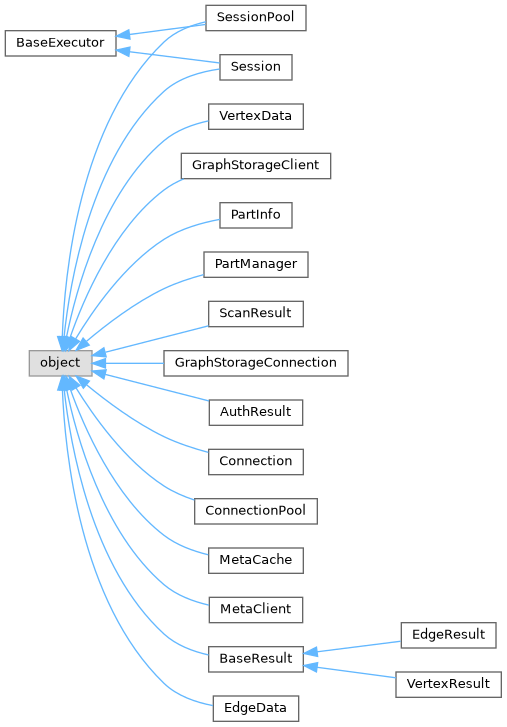 SessionPool
BaseExecutor
Session
VertexData
GraphStorageClient
PartInfo
PartManager
ScanResult
object
GraphStorageConnection
AuthResult
Connection
ConnectionPool
MetaCache
MetaClient
EdgeResult
BaseResult
VertexResult
EdgeData